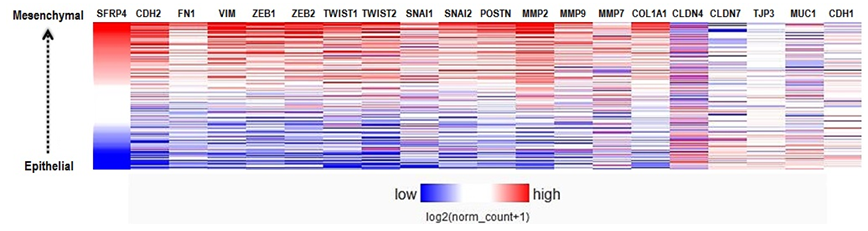 Mesenchymal
SFRP4 CDH2 FN1 VIM ZEB1 ZEB2 TWIST1 TWIST2 SNAI1 SNAI2 POSTN MMP2 MMP9 MMP7 COL1A1 CLDN4 CLDN7 TJP3 MUC1 CDH1
Epithelial
low high
log2(norm_count+1)